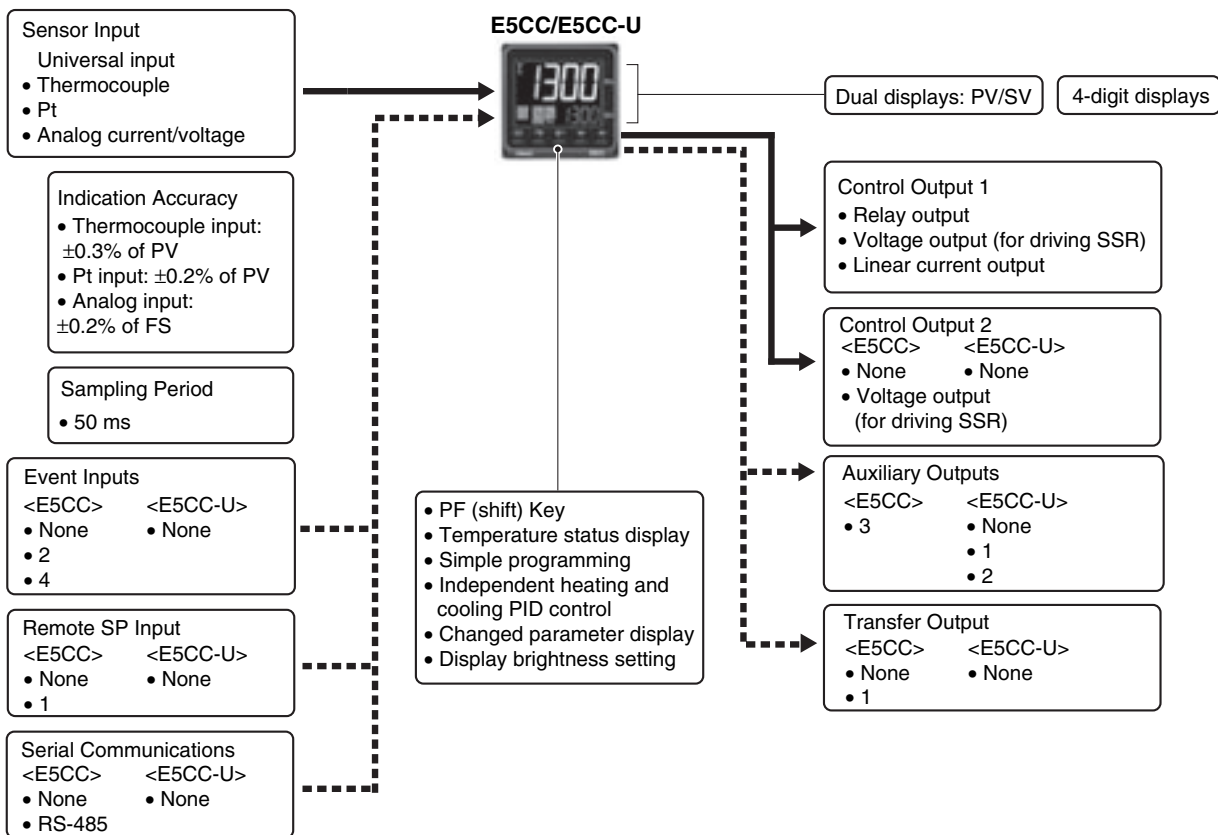 E5CC/E5CC-U
Sensor Input
Universal input
• Thermocouple
• Pt
• Analog current/voltage
Indication Accuracy
• Thermocouple input:
±0.3% of PV
• Pt input: ±0.2% of PV
• Analog input:
±0.2% of FS
Sampling Period
• 50 ms
Event Inputs
<E5CC> <E5CC-U>
• None • None
• 2
• 4
Remote SP Input
<E5CC> <E5CC-U>
• None • None
• 1
Serial Communications
<E5CC> <E5CC-U>
• None • None
• RS-485
1300
1300
• PF (shift) Key
• Temperature status display
• Simple programming
• Independent heating and
cooling PID control
• Changed parameter display
• Display brightness setting
Dual displays: PV/SV
4-digit displays
Control Output 1
• Relay output
• Voltage output (for driving SSR)
• Linear current output
Control Output 2
<E5CC> <E5CC-U>
• None • None
• Voltage output
(for driving SSR)
Auxiliary Outputs
<E5CC> <E5CC-U>
• 3 • None
• 1
• 2
Transfer Output
<E5CC> <E5CC-U>
• None • None
• 1